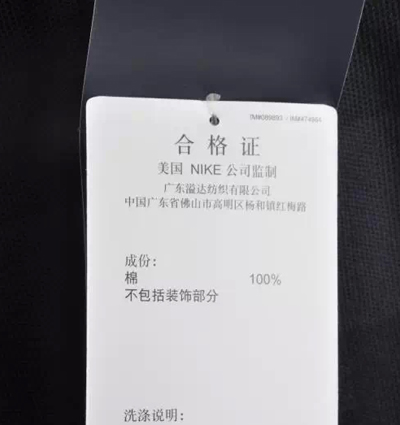 合格证
美国 NIKE 公司监制
广东溢达纺织有限公司
中国广东省佛山市高明区杨和镇红梅路
成份:
棉 100%
不包括装饰部分
洗涤说明: